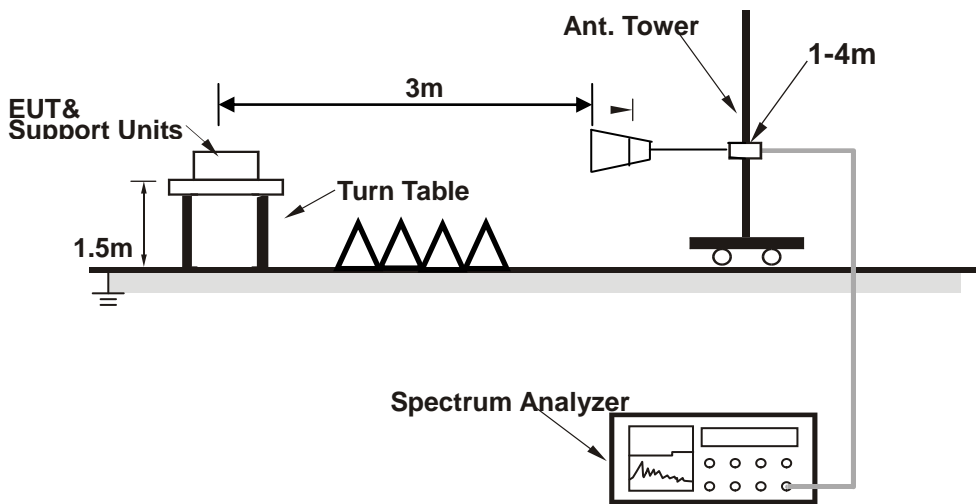 Ant. Tower
1-4m
3m
EUT&
Support Units
Turn Table
1.5m
Spectrum Analyzer